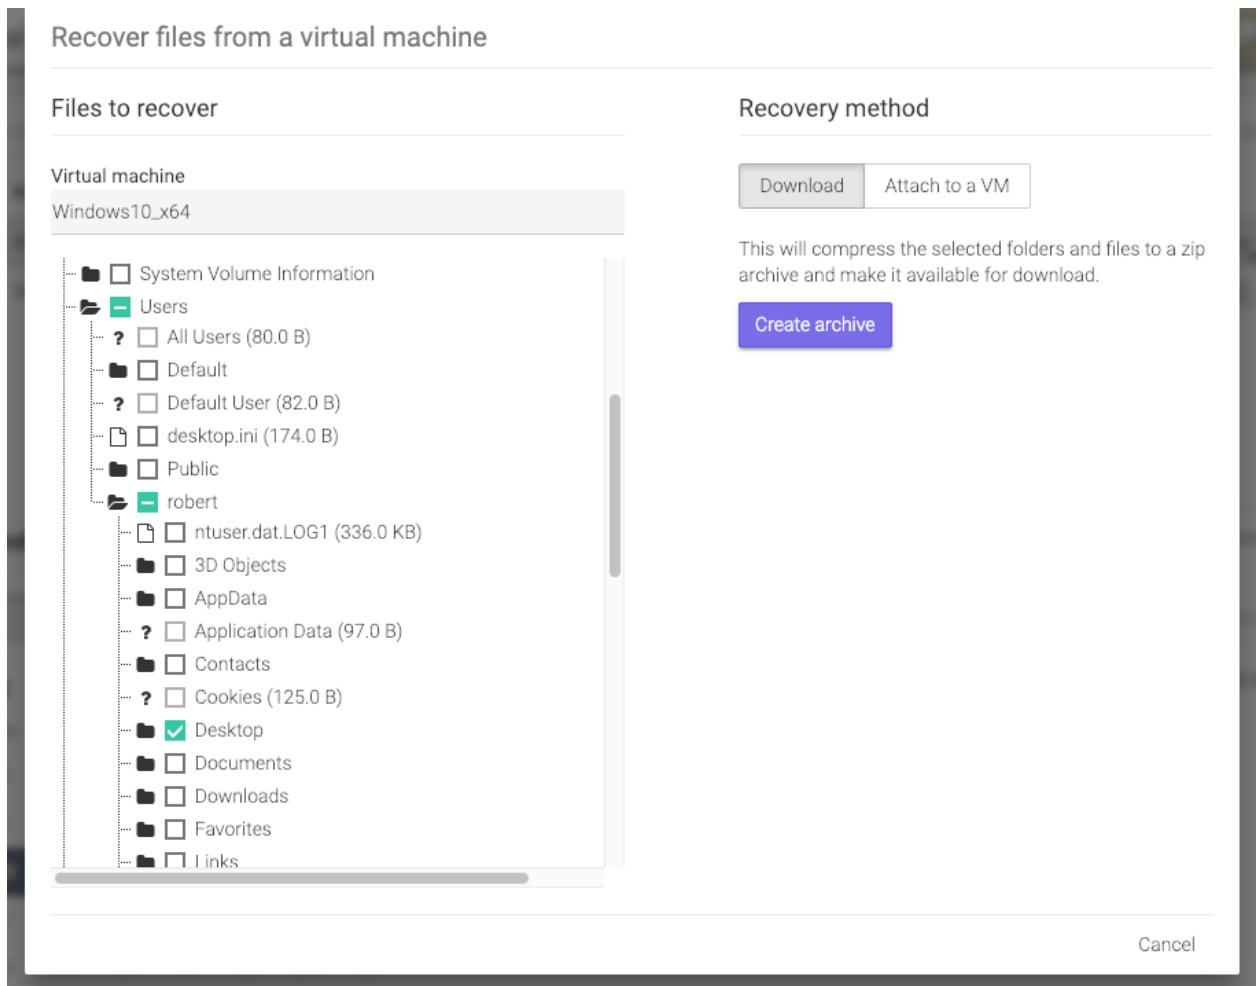 Recover files from a virtual machine
Files to recover
Virtual machine
Windows10_x64
System Volume Information
Users
? All Users (80.0 B)
Default
? Default User (82.0 B)
desktop.ini (174.0 B)
Public
robert
ntuser.dat.LOG1 (336.0 KB)
3D Objects
AppData
? Application Data (97.0 B)
Contacts
? Cookies (125.0 B)
Desktop
Documents
Downloads
Favorites
Links
Recovery method
Download Attach to a VM
This will compress the selected folders and files to a zip
archive and make it available for download.
Create archive
Cancel